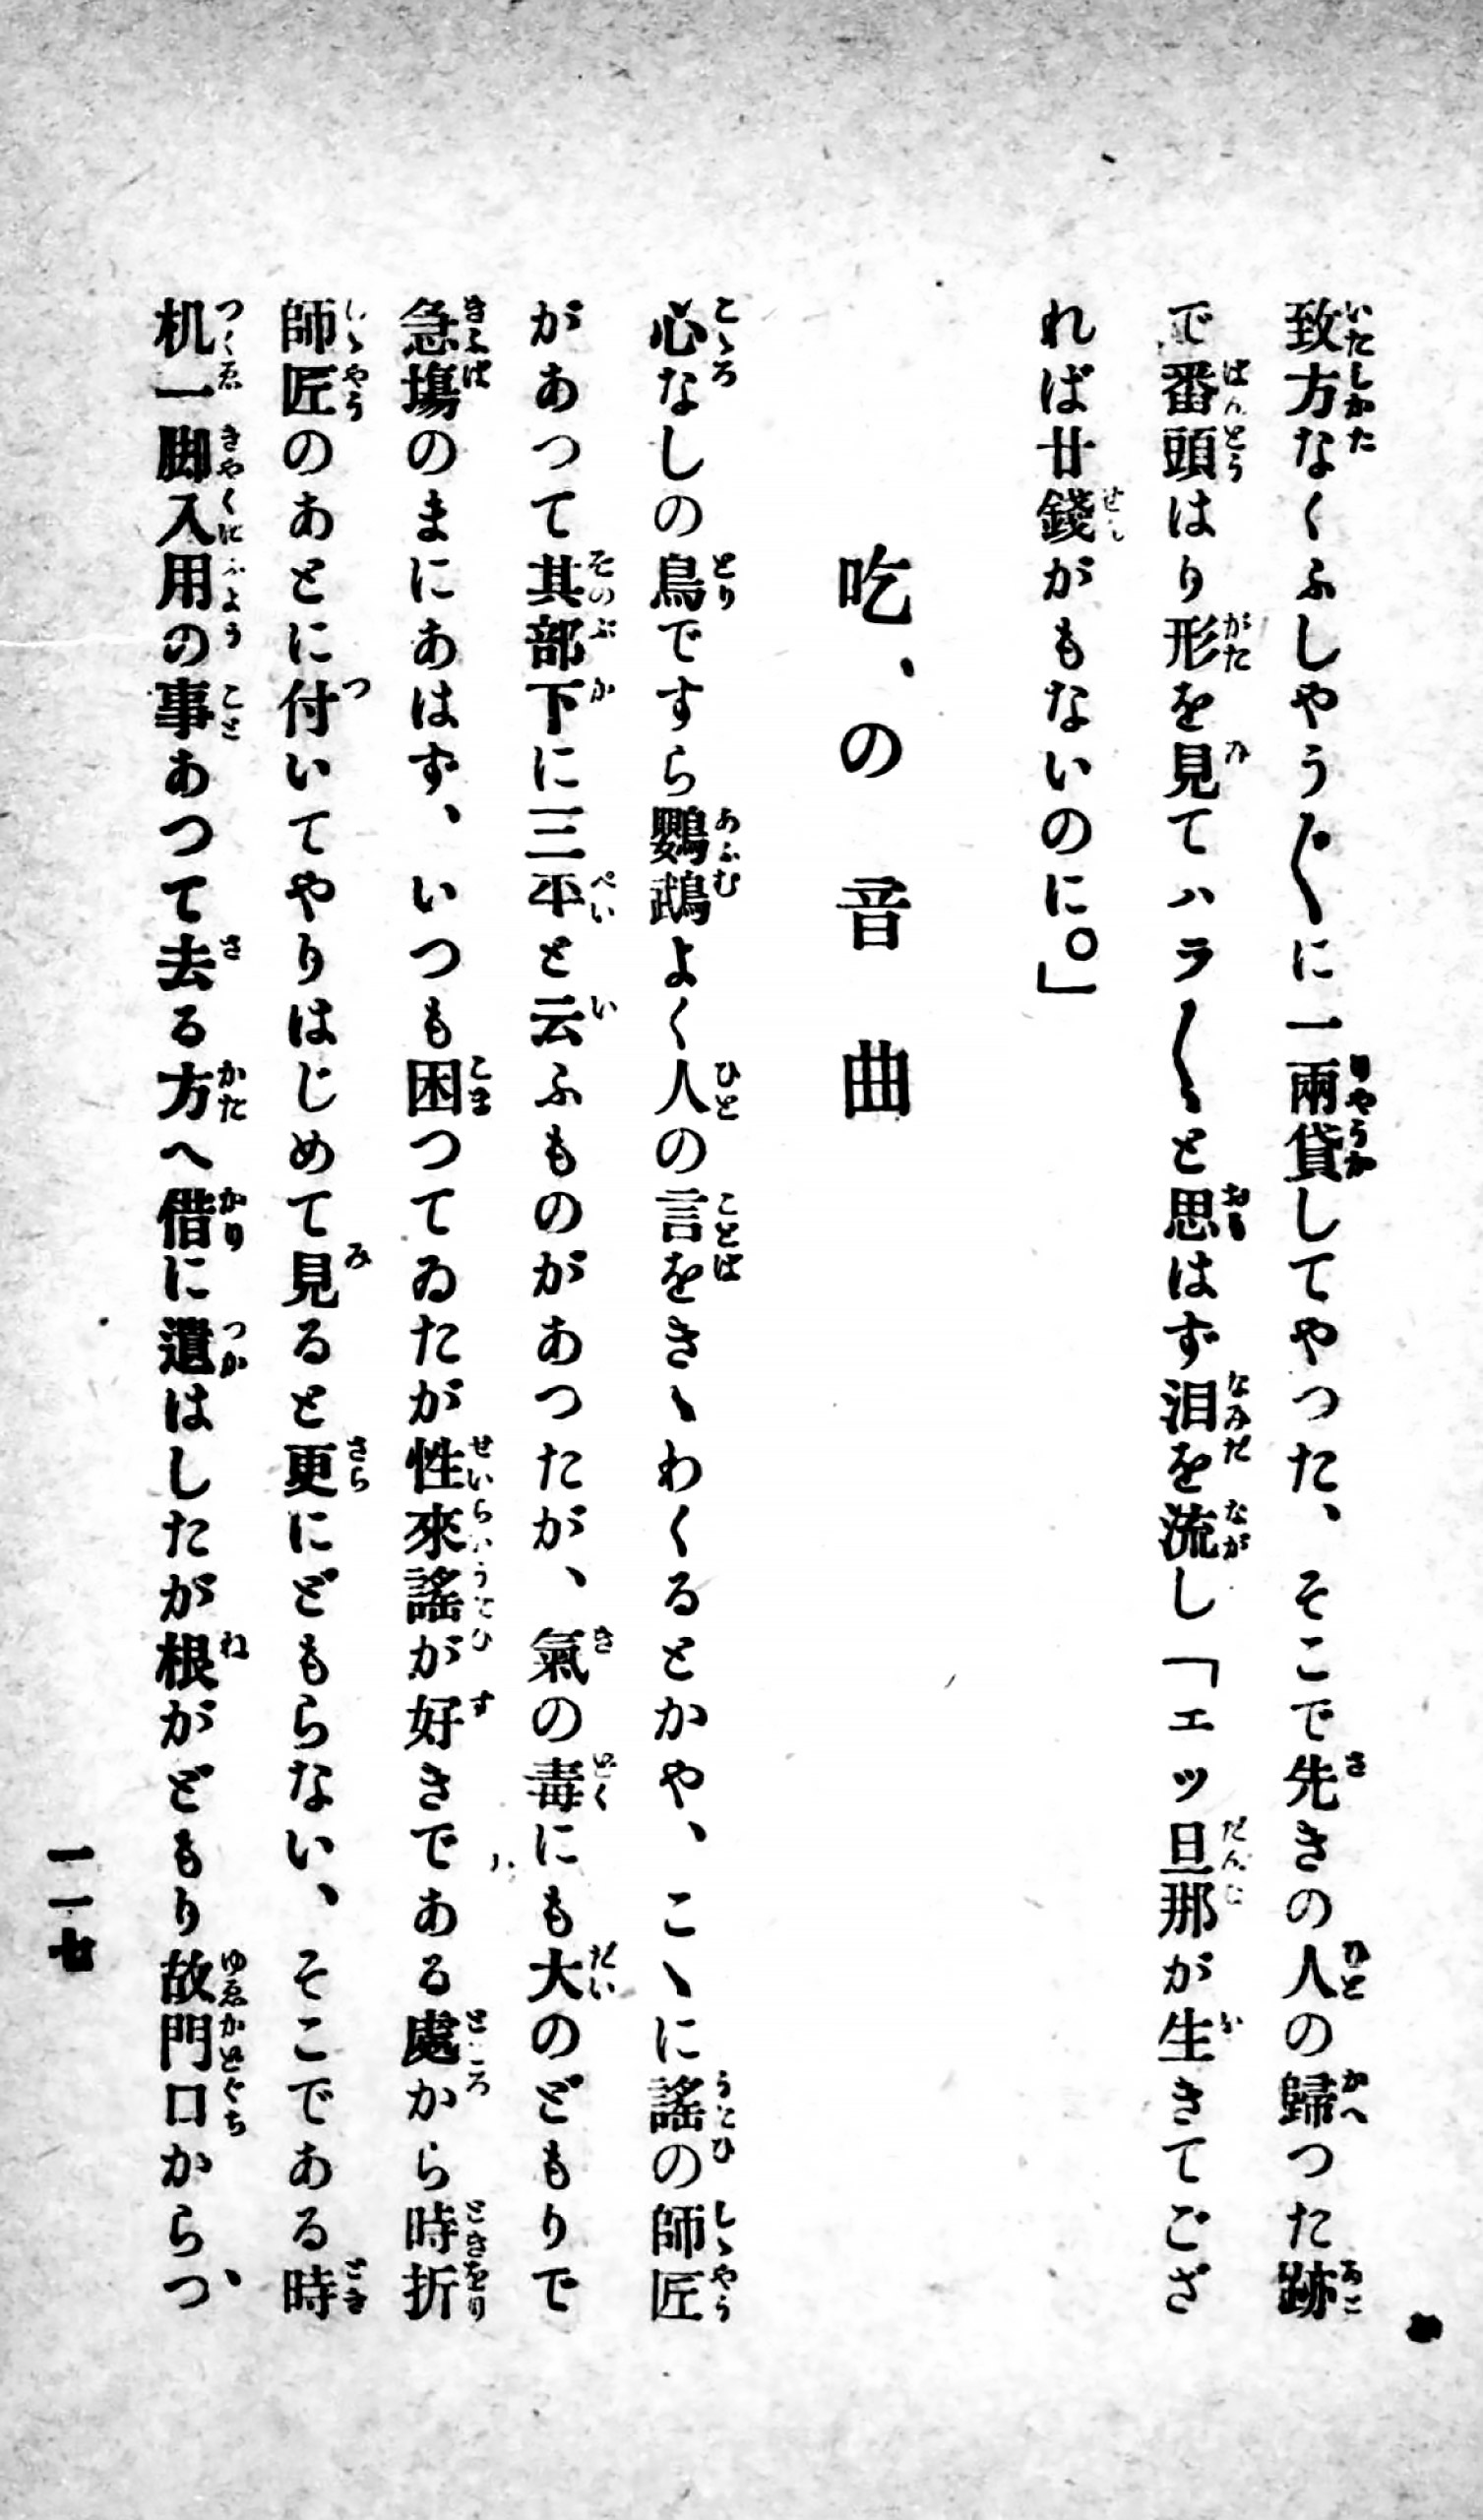 致方なくふしやう〴〵に一兩貸してやつた、そこで先きの人の歸つた跡
で番頭はり形を見てハラ〳〵と思はず泪を流し「エッ旦那が生きてござ
れば廿錢がもないのに。」
吃、の音曲
心なしの鳥ですら鸚鵡よく人の言をきゝわくるとかや、こゝに謠の師匠
があつて其部下に三平と云ふものがあつたが、氣の毒にも大のどもりで
急塲のまにあはず、いつも困つてゐたが性來謠が好きである處から時折
師匠のあとに付いてやりはじめて見ると更にどもらない、そこである時、
机一脚入用の事あつて去る方へ借に遣はしたが根がどもり故門口からつ
一一七